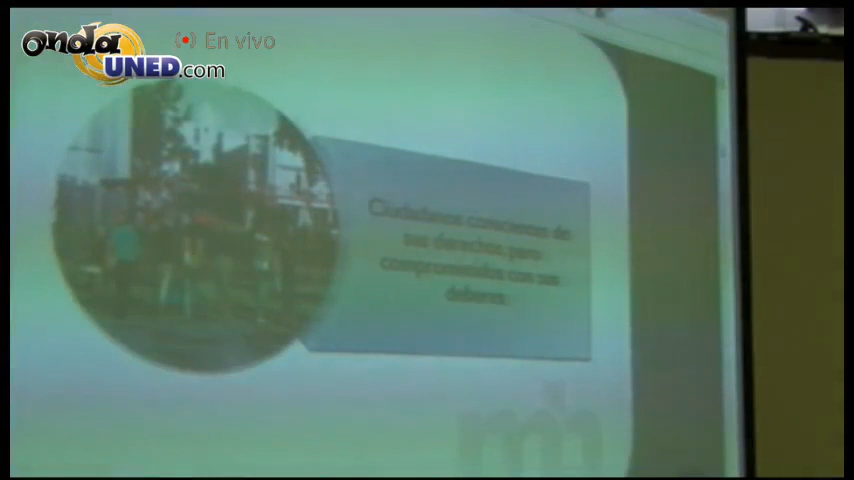 onda
UNED.com
En vivo
Ciudadanos conscientes de
sus derechos, pero
comprometidos con sus
deberes